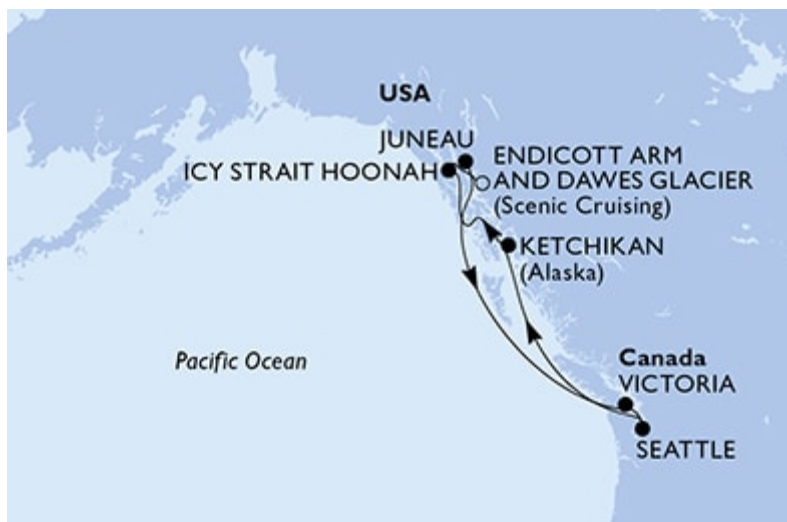 USA
JUNEAU
ICY STRAIT HOONAH
ENDICOTT ARM
AND DAWES GLACIER
(Scenic Cruising)
KETCHIKAN
(Alaska)
Pacific Ocean
Canada
VICTORIA
SEATTLE